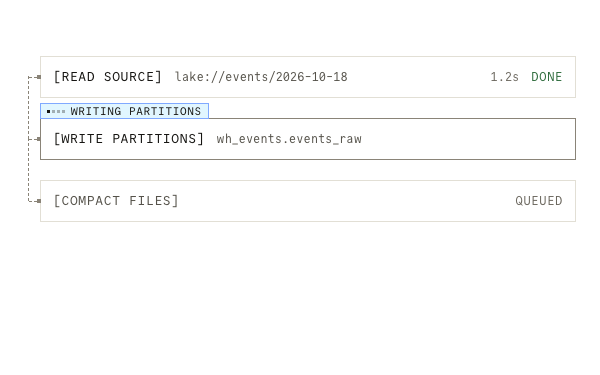 [READ SOURCE] lake://events/2026-10-18 1.2s DONE
WRITING PARTITIONS
[WRITE PARTITIONS] wh_events.events_raw
[COMPACT FILES] QUEUED